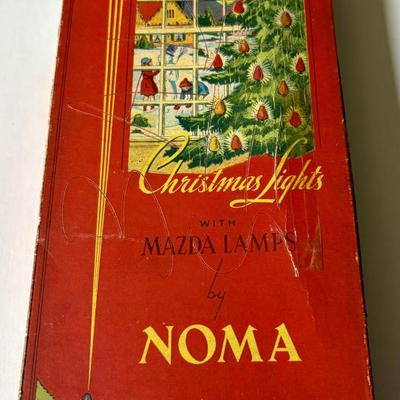 Christmas Lights
WITH
MAZDA LAMPS
by
NOMA